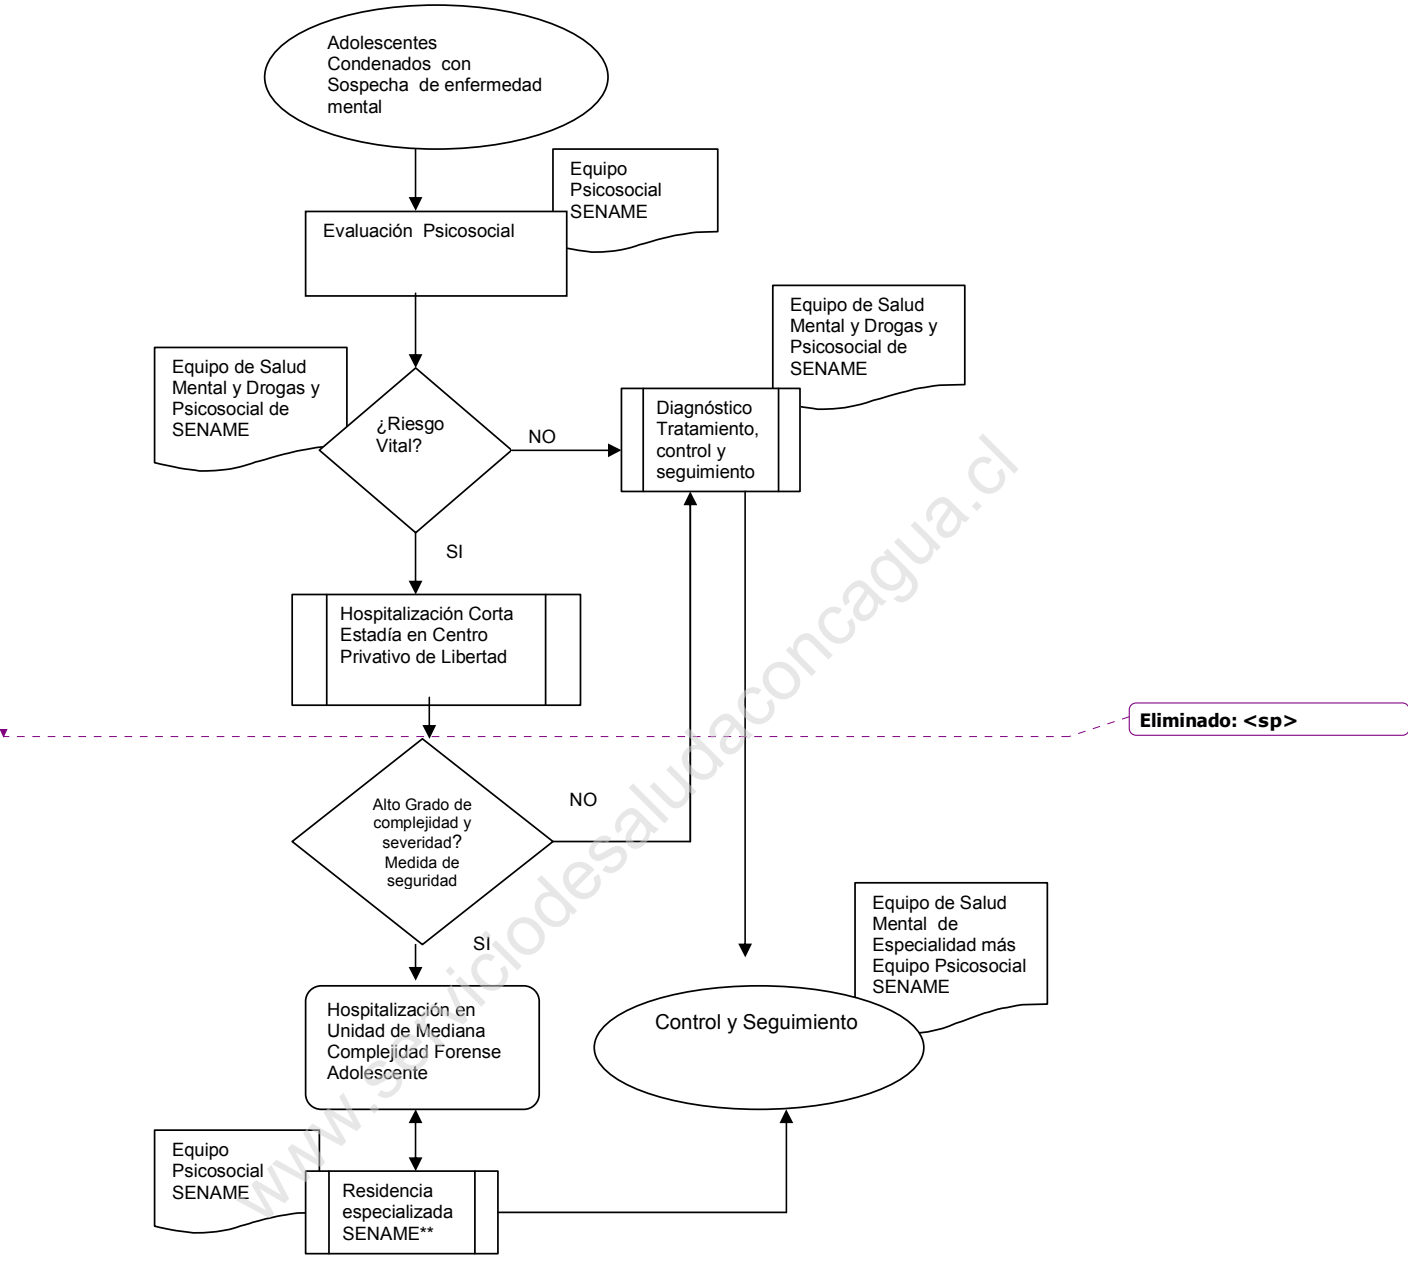 Adolescentes
Condenados con
Sospecha de enfermedad
mental
Equipo
Psicosocial
SENAME
Evaluación Psicosocial
Equipo de Salud
Mental y Drogas y
Psicosocial de
SENAME
Equipo de Salud
Mental y Drogas y
Psicosocial de
SENAME
¿Riesgo
Vital?
NO
Diagnóstico
Tratamiento,
control y
seguimiento
SI
Hospitalización Corta
Estadía en Centro
Privativo de Libertad
Eliminado: <sp>
Alto Grado de
complejidad y
severidad?
Medida de
seguridad
NO
SI
Equipo de Salud
Mental de
Especialidad más
Equipo Psicosocial
SENAME
Hospitalización en
Unidad de Mediana
Complejidad Forense
Adolescente
Control y Seguimiento
Equipo
Psicosocial
SENAME
Residencia
especializada
SENAME**
www.serviciodesaludaconcagua.cl